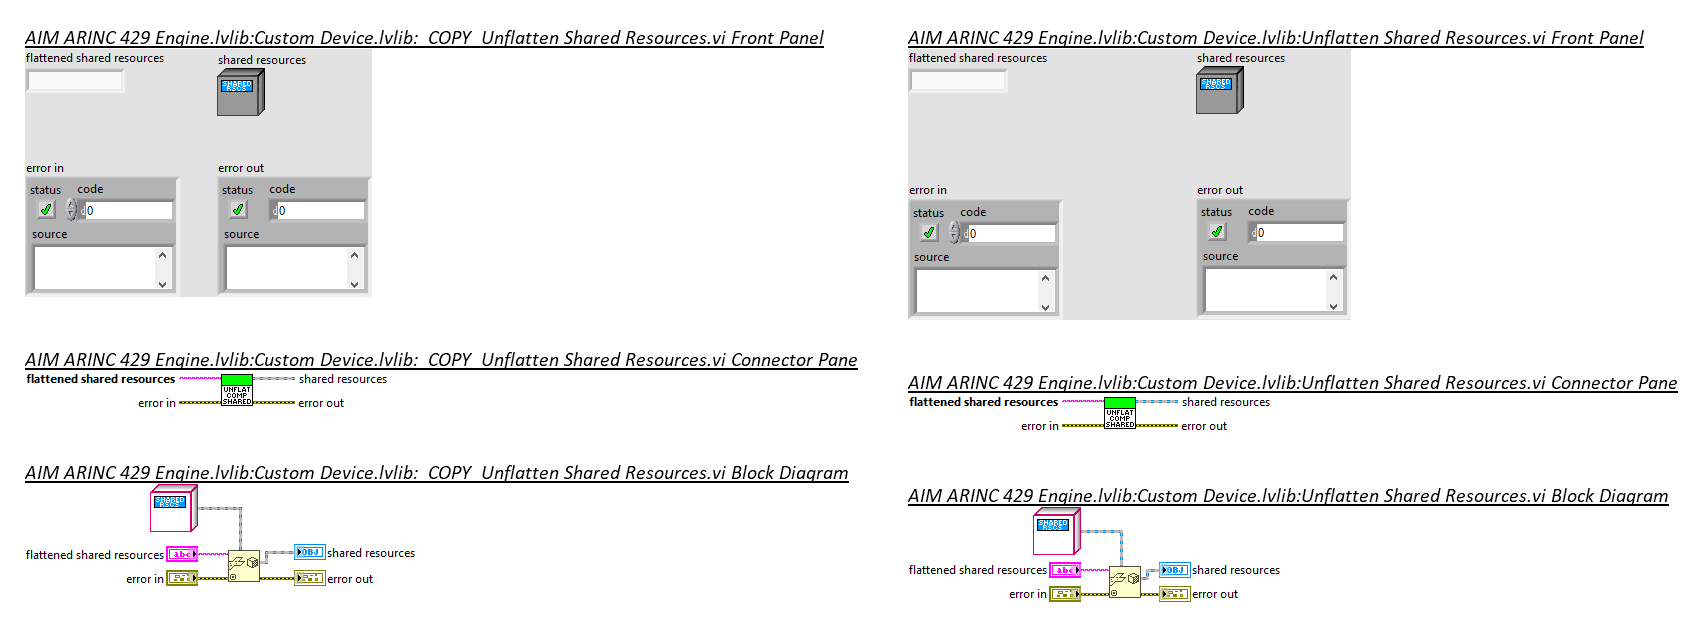 AIM ARINC 429 Engine.lvlib:Custom Device.lvlib:  COPY  Unflatten Shared Resources.vi Front Panel
flattened shared resources
shared resources
SHARED
RSCS
error in
error out
status
code
0
source
status
code
0
source
AIM ARINC 429 Engine.lvlib:Custom Device.lvlib:  COPY  Unflatten Shared Resources.vi Connector Pane
flattened shared resources
shared resources
UNFLAT
COMP
SHARED
error in
error out
AIM ARINC 429 Engine.lvlib:Custom Device.lvlib:  COPY  Unflatten Shared Resources.vi Block Diagram
SHARED
RSCS
flattened shared resources
abc
OBJ
shared resources
error in
error out
AIM ARINC 429 Engine.lvlib:Custom Device.lvlib:Unflatten Shared Resources.vi Front Panel
flattened shared resources
shared resources
SHARED
RSCS
error in
error out
status
code
0
source
status
code
0
source
AIM ARINC 429 Engine.lvlib:Custom Device.lvlib:Unflatten Shared Resources.vi Connector Pane
flattened shared resources
shared resources
UNFLAT
COMP
SHARED
error in
error out
AIM ARINC 429 Engine.lvlib:Custom Device.lvlib:Unflatten Shared Resources.vi Block Diagram
SHARED
RSCS
flattened shared resources
abc
OBJ
shared resources
error in
error out